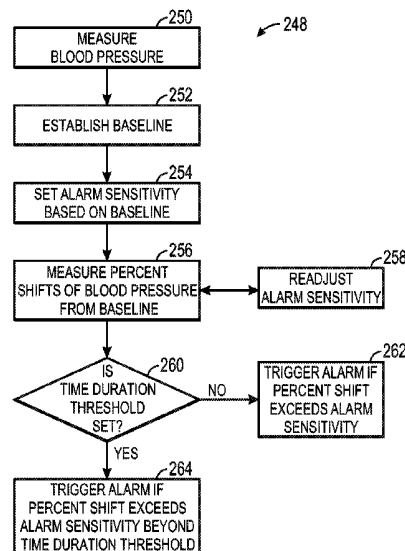 250
248
MEASURE
BLOOD PRESSURE
252
ESTABLISH BASELINE
254
SET ALARM SENSITIVITY
BASED ON BASELINE
256
MEASURE PERCENT
SHIFTS OF BLOOD PRESSURE
FROM BASELINE
258
READJUST
ALARM SENSITIVITY
260
IS
TIME DURATION
THRESHOLD
SET?
NO
262
TRIGGER ALARM IF
PERCENT SHIFT
EXCEEDS ALARM
SENSITIVITY
YES
264
TRIGGER ALARM IF
PERCENT SHIFT EXCEEDS
ALARM SENSITIVITY BEYOND
TIME DURATION THRESHOLD